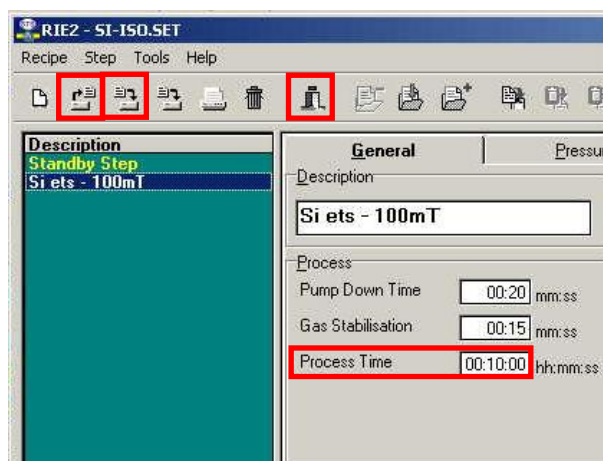 RIE2 - SI-ISO.SET
Recipe Step Tools Help
Description
Standby Step
Si ets - 100mT
General
Pressu
Description
Si ets - 100mT
Process
Pump Down Time 00:20 mm:ss
Gas Stabilisation 00:15 mm:ss
Process Time 00:10:00 hh:mm:ss